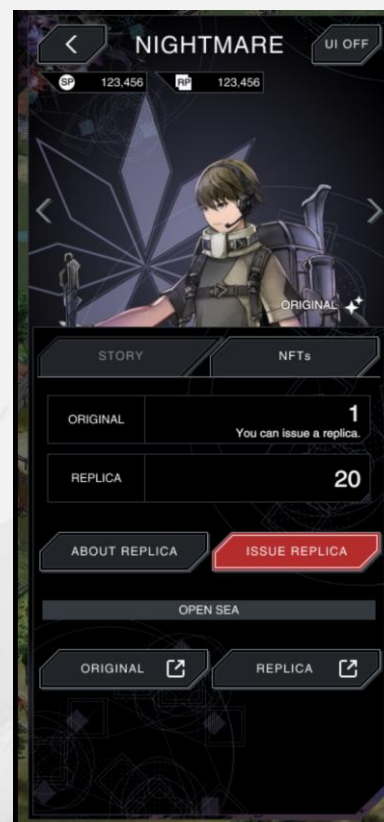 NIGHTMARE
UI OFF
SP 123,456 RP 123,456
ORIGINAL
STORY NFTs
ORIGINAL 1
You can issue a replica.
REPLICA 20
ABOUT REPLICA ISSUE REPLICA
OPEN SEA
ORIGINAL REPLICA